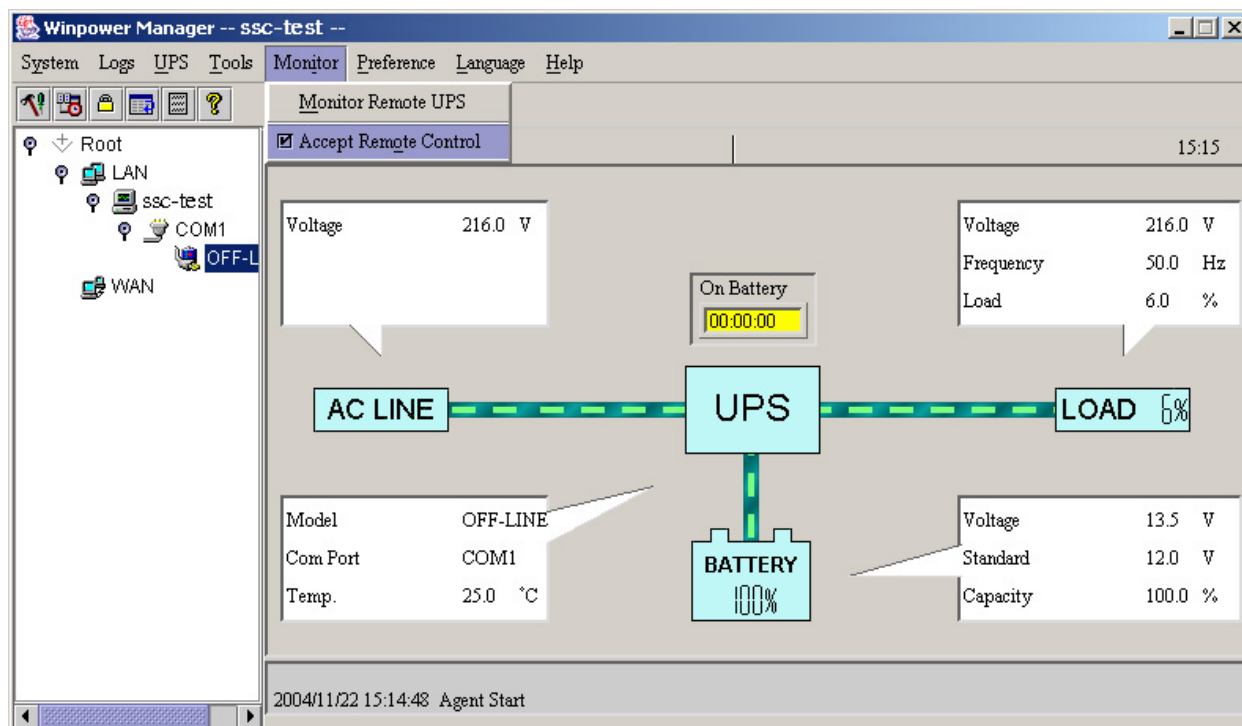 Winpower Manager -- ssc-test --
System Logs UPS Tools Monitor Preference Language Help
Monitor Remote UPS
Accept Remote Control
15:15
Root
LAN
ssc-test
COM1
OFF-L
WAN
Voltage 216.0 V
On Battery
00:00:00
Voltage 216.0 V
Frequency 50.0 Hz
Load 6.0 %
AC LINE
UPS
LOAD 6%
Model OFF-LINE
Com Port COM1
Temp. 25.0 °C
BATTERY
100%
Voltage 13.5 V
Standard 12.0 V
Capacity 100.0 %
2004/11/22 15:14:48 Agent Start